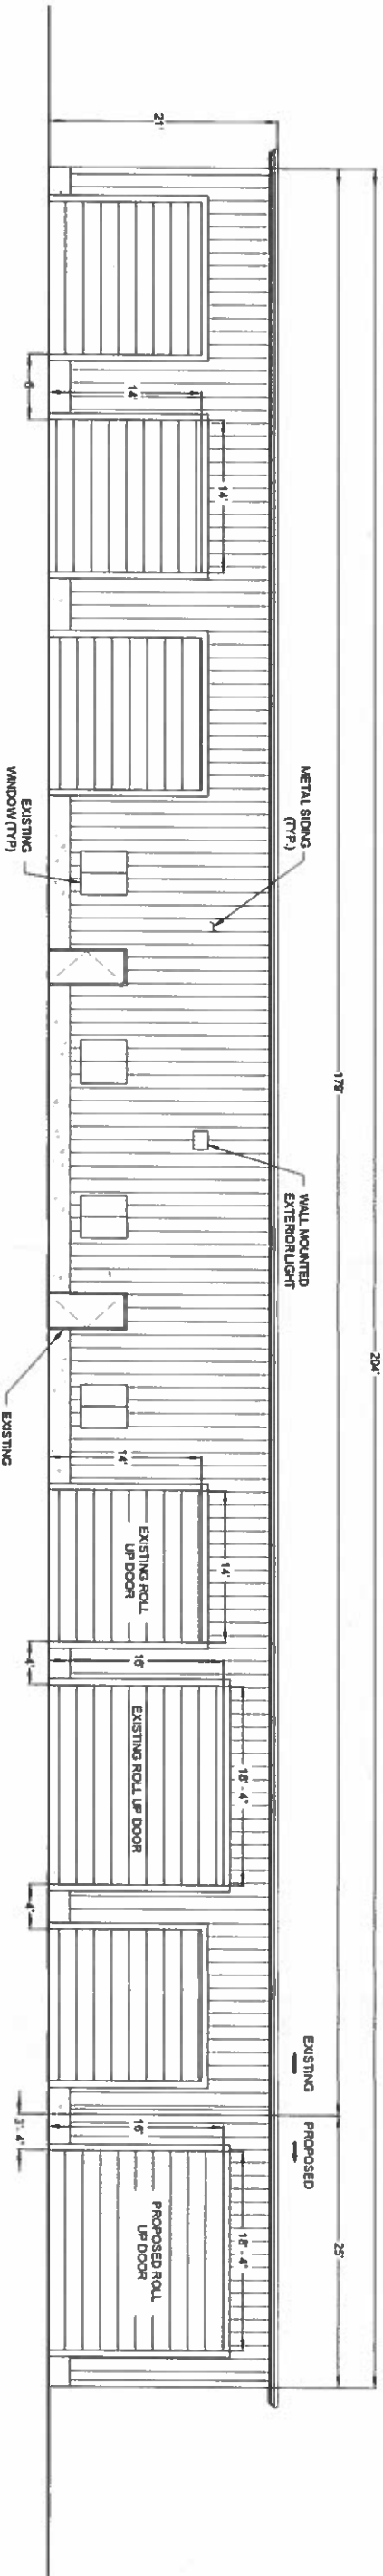 204'
179'
25'
21'
EXISTING
PROPOSED
METAL SIDING
(TYP.)
WALL MOUNTED
EXTERIOR LIGHT
14'
14'
6'
EXISTING
WINDOW (TYP)
EXISTING
14'
14'
EXISTING ROLL
UP DOOR
4'
16'
18' - 4"
EXISTING ROLL UP DOOR
4'
3' - 4"
16'
18' - 4"
PROPOSED ROLL
UP DOOR